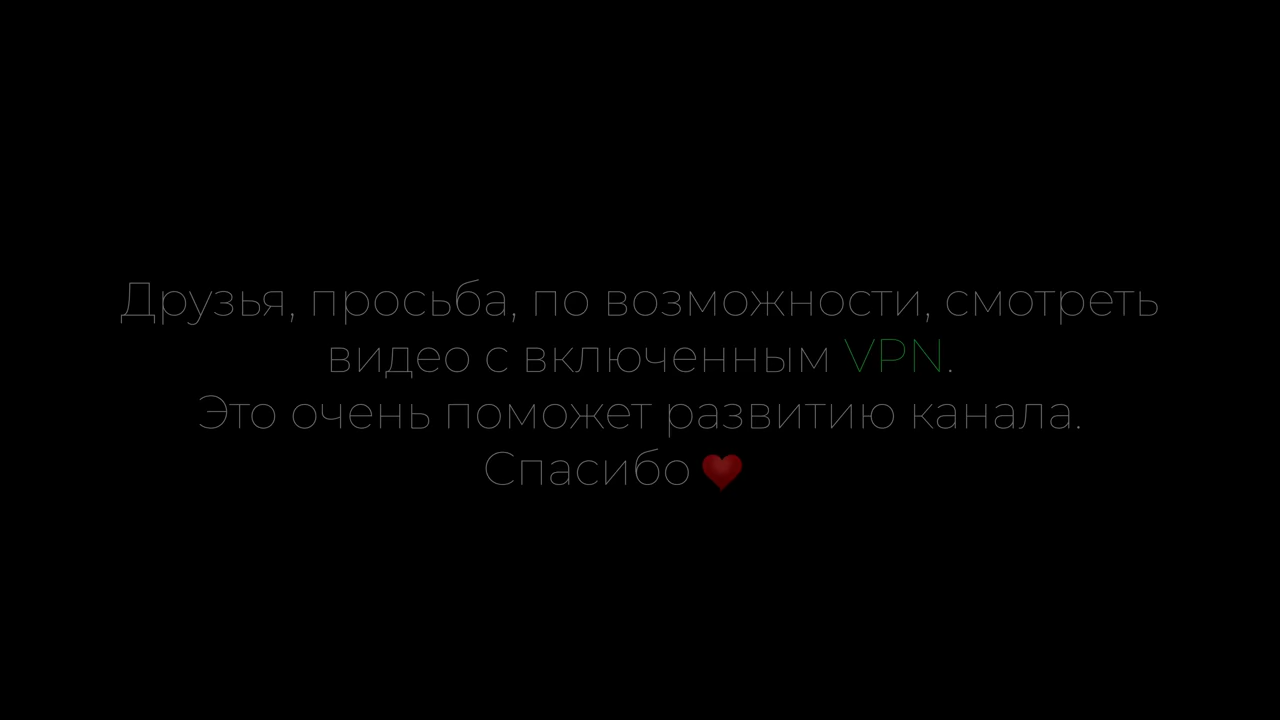 Друзья, просьба, по возможности, смотреть
видео с включенным VPN.
Это очень поможет развитию канала.
Спасибо ❤